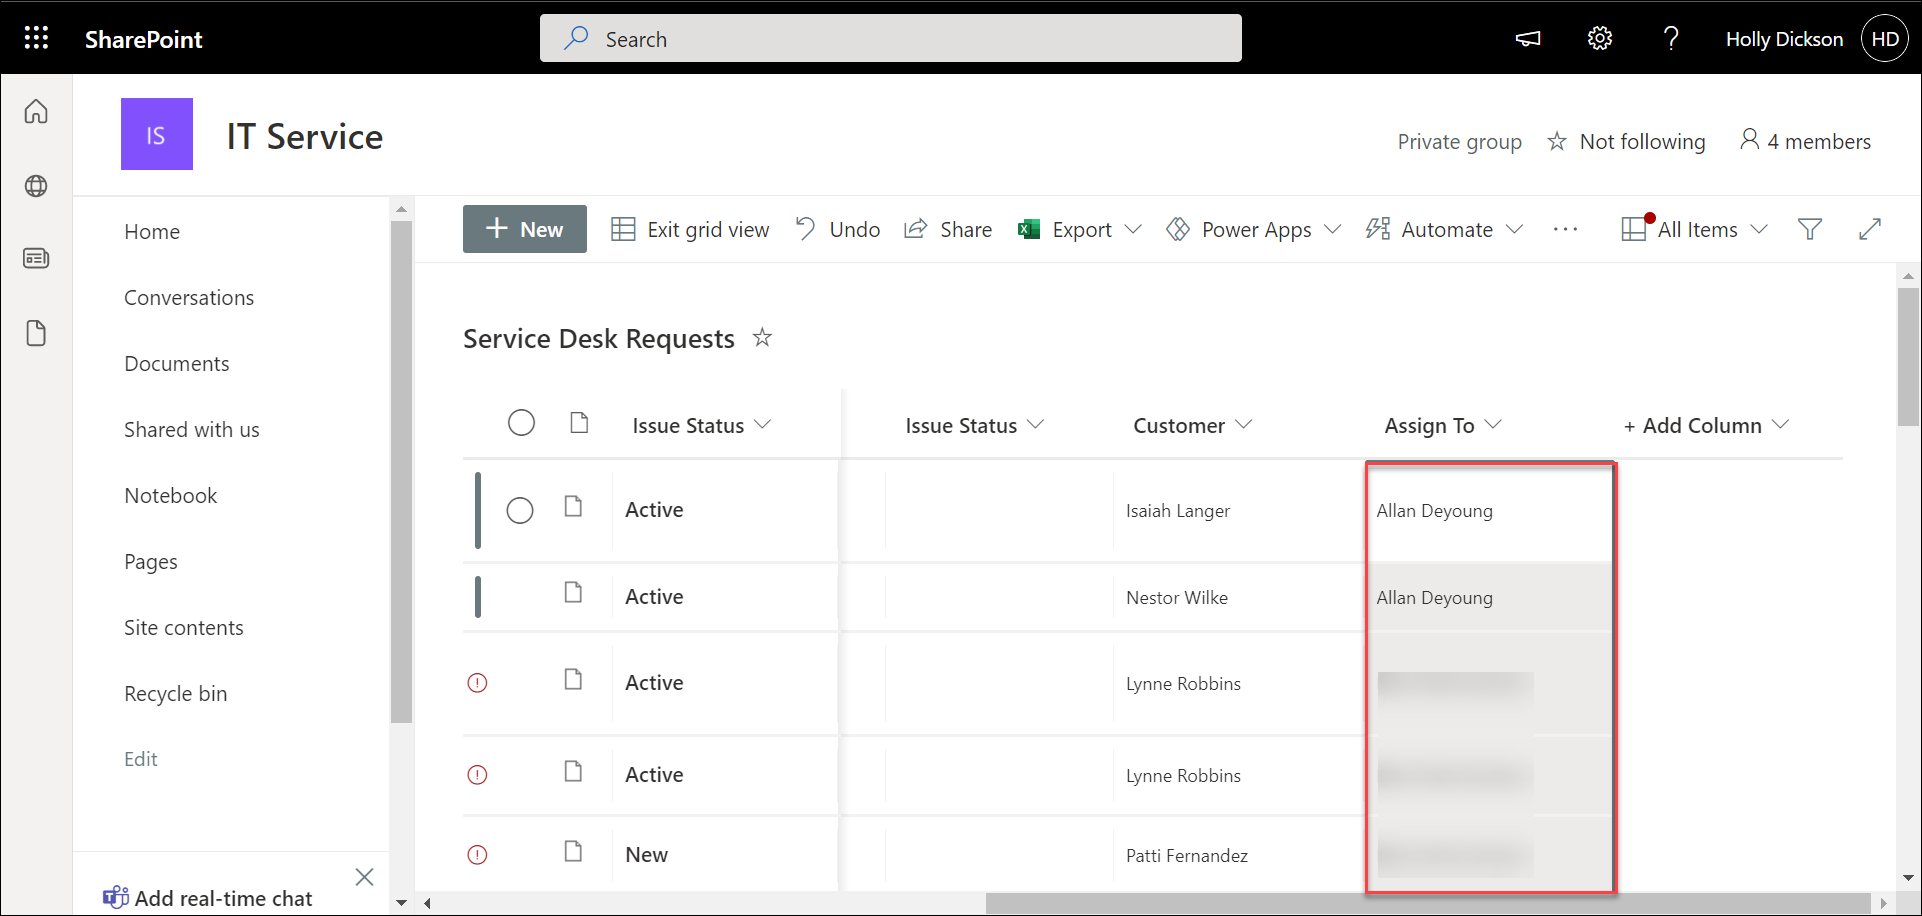 SharePoint
Search
Holly Dickson
HD
IS
IT Service
Private group
Not following
4 members
Home
Conversations
Documents
Shared with us
Notebook
Pages
Site contents
Recycle bin
Edit
Add real-time chat
+ New
Exit grid view
Undo
Share
Export
Power Apps
Automate
...
All Items
Service Desk Requests
Issue Status
Issue Status
Customer
Assign To
+ Add Column
Active
Isaiah Langer
Allan Deyoung
Active
Nestor Wilke
Allan Deyoung
Active
Lynne Robbins
Active
Lynne Robbins
New
Patti Fernandez